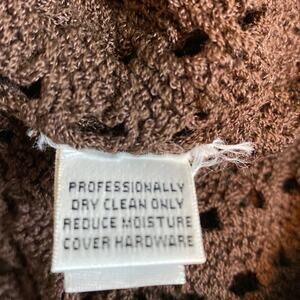 PROFESSIONALLY
DRY CLEAN ONLY
REDUCE MOISTURE
COVER HARDWARE